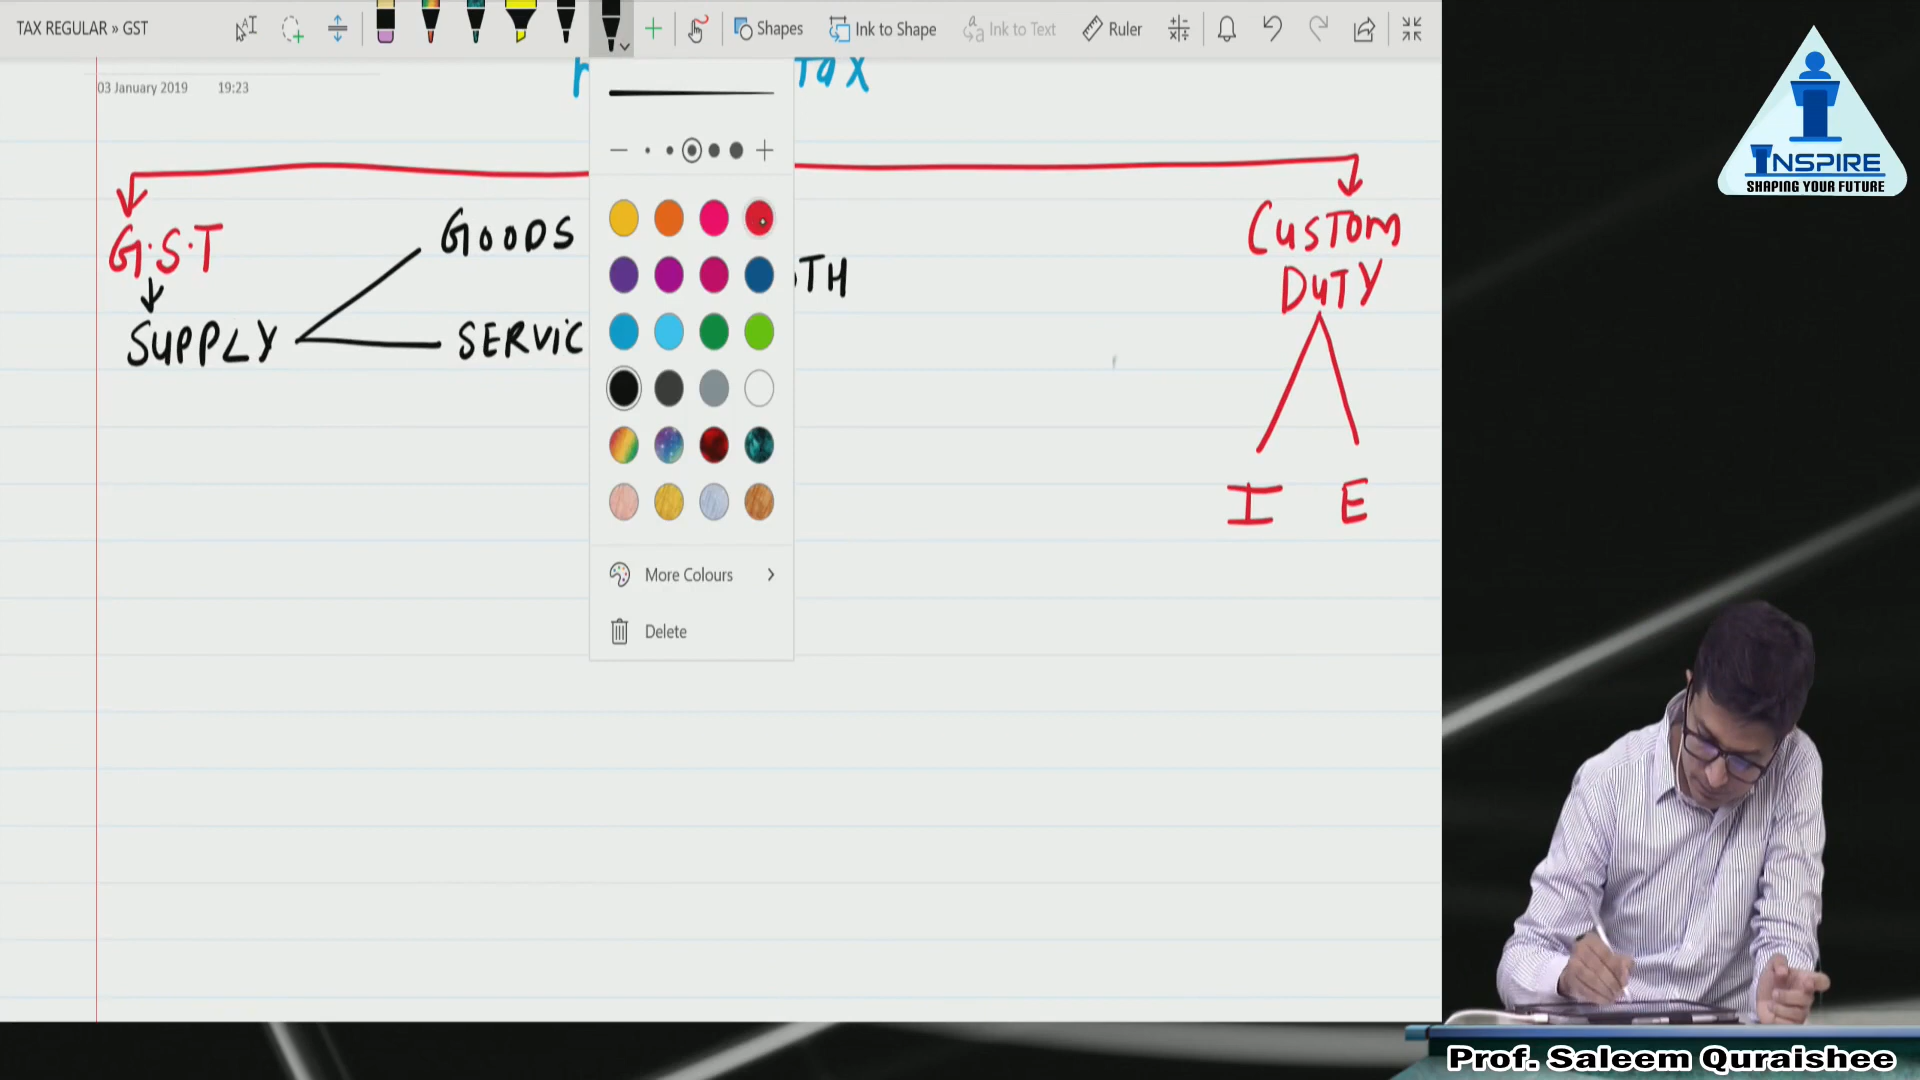 TAX REGULAR » GST
Shapes
Ink to Shape
Ink to Text
Ruler
03 January 2019 19:23
TAX
G.S.T
SUPPLY
GOODS
SERVIC
TH
CUSTOM
DUTY
I E
More Colours
Delete
INSPIRE
SHAPING YOUR FUTURE
Prof. Saleem Quraishee